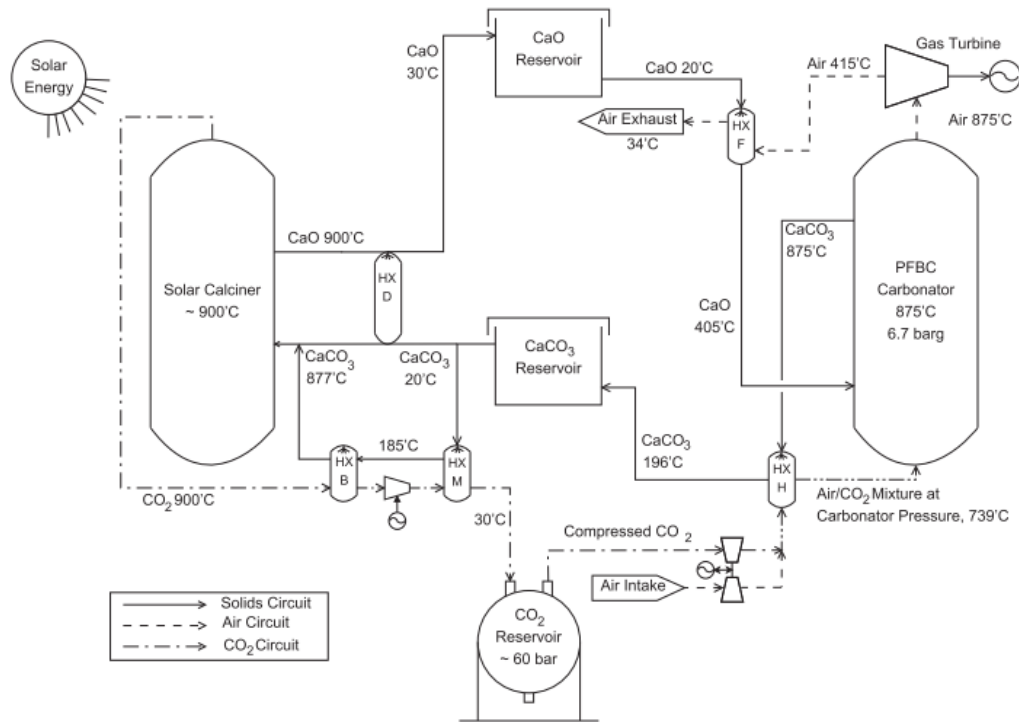 Solar
Energy
CaO
30'C
CaO
Reservoir
CaO 20'C
Air 415'C
Gas Turbine
Air Exhaust
34'C
HX
F
Air 875'C
CaO 900'C
CaCO3
875'C
Solar Calciner
~ 900'C
HX
D
PFBC
Carbonator
875'C
6.7 barg
CaO
405'C
CaCO3
877'C
CaCO3
20'C
CaCO3
Reservoir
CaCO3
196'C
185'C
HX
B
HX
M
HX
H
CO2 900'C
30'C
Air/CO2 Mixture at
Carbonator Pressure, 739'C
Compressed CO 2
Air Intake
CO2
Reservoir
~ 60 bar
Solids Circuit
Air Circuit
CO2 Circuit